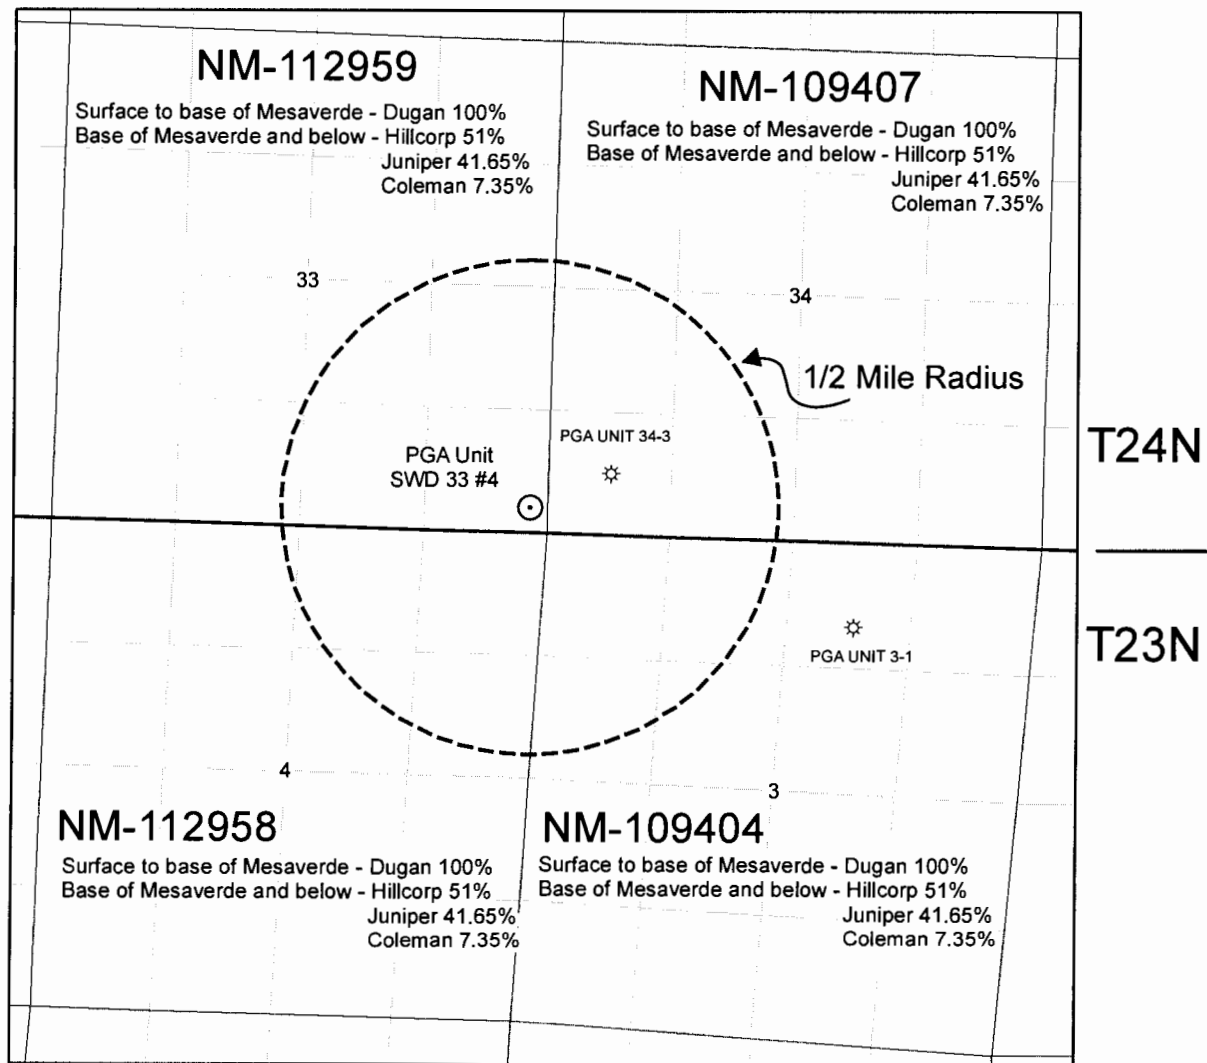 NM-112959
Surface to base of Mesaverde - Dugan 100%
Base of Mesaverde and below - Hillcorp 51%
Juniper 41.65%
Coleman 7.35%
NM-109407
Surface to base of Mesaverde - Dugan 100%
Base of Mesaverde and below - Hillcorp 51%
Juniper 41.65%
Coleman 7.35%
33
34
1/2 Mile Radius
PGA UNIT 34-3
PGA Unit
SWD 33 #4
T24N
T23N
PGA UNIT 3-1
4
3
NM-112958
Surface to base of Mesaverde - Dugan 100%
Base of Mesaverde and below - Hillcorp 51%
Juniper 41.65%
Coleman 7.35%
NM-109404
Surface to base of Mesaverde - Dugan 100%
Base of Mesaverde and below - Hillcorp 51%
Juniper 41.65%
Coleman 7.35%